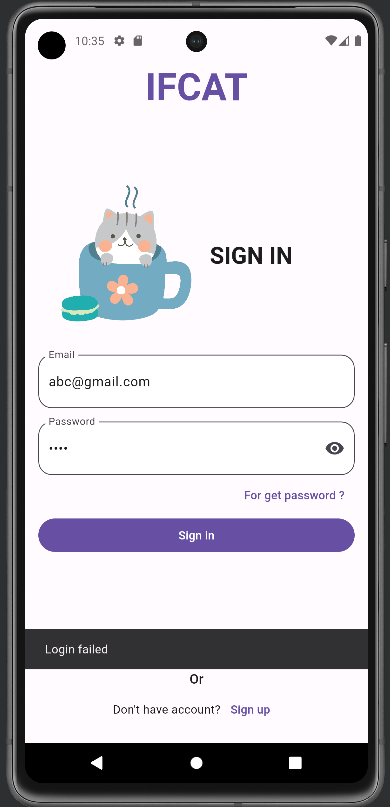 10:35
IFCAT
SIGN IN
Email
abc@gmail.com
Password
••••
For get password ?
Sign in
Login failed
Or
Don't have account? Sign up